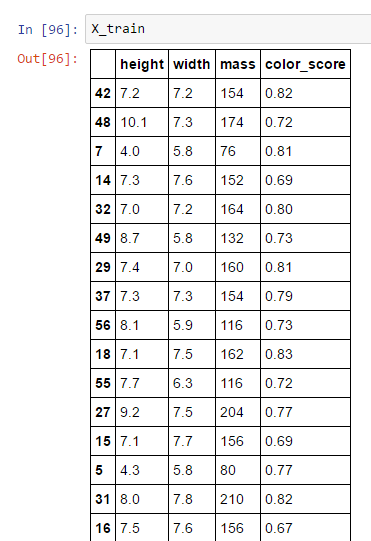 In [96]: X_train
Out[96]:
height width mass color_score
42 7.2 7.2 154 0.82
48 10.1 7.3 174 0.72
7 4.0 5.8 76 0.81
14 7.3 7.6 152 0.69
32 7.0 7.2 164 0.80
49 8.7 5.8 132 0.73
29 7.4 7.0 160 0.81
37 7.3 7.3 154 0.79
56 8.1 5.9 116 0.73
18 7.1 7.5 162 0.83
55 7.7 6.3 116 0.72
27 9.2 7.5 204 0.77
15 7.1 7.7 156 0.69
5 4.3 5.8 80 0.77
31 8.0 7.8 210 0.82
16 7.5 7.6 156 0.67